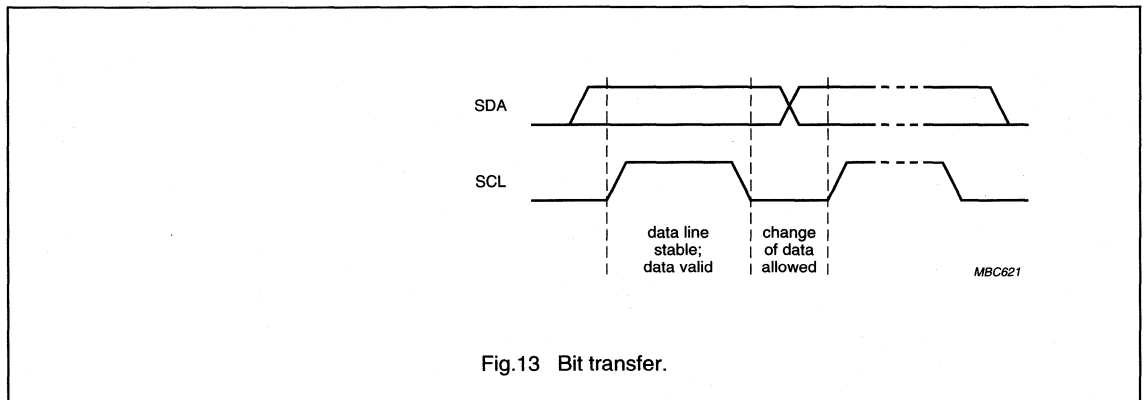 SDA
SCL
data line
stable;
data valid
change
of data
allowed
MBC621
Fig.13 Bit transfer.